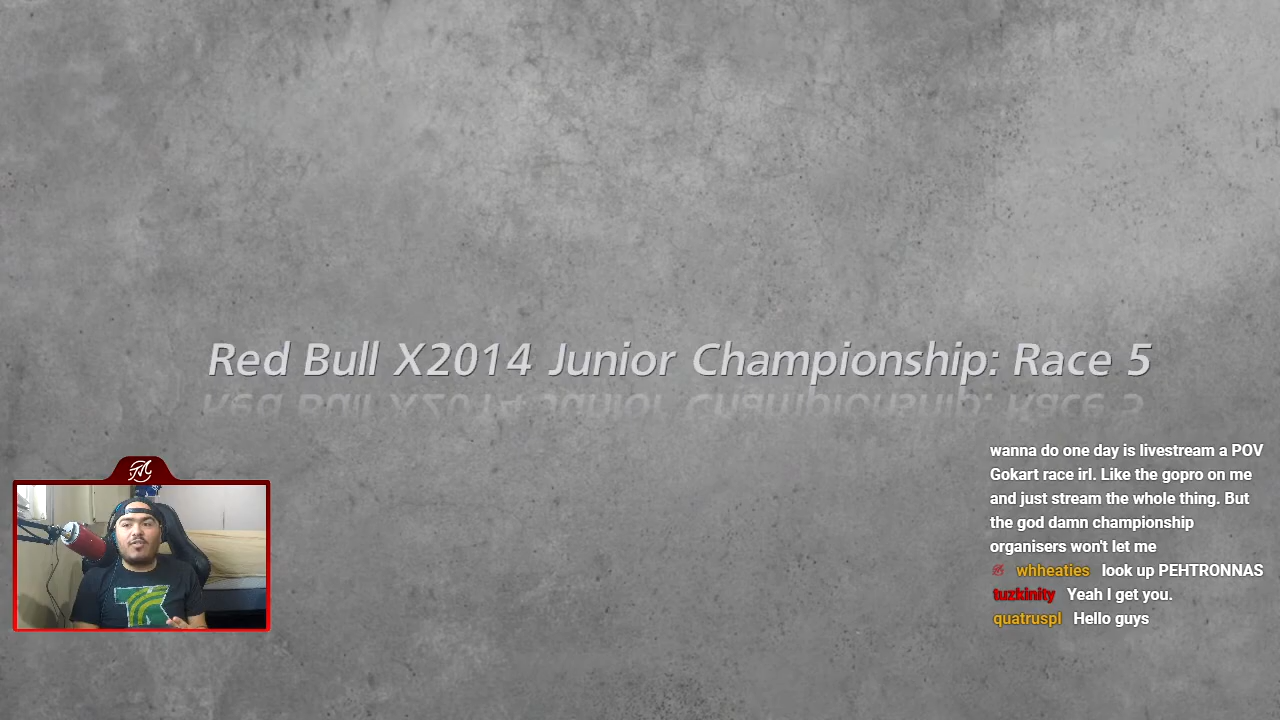 Red Bull X2014 Junior Championship: Race 5
wanna do one day is livestream a POV
Gokart race irl. Like the gopro on me
and just stream the whole thing. But
the god damn championship
organisers won't let me
whheaties look up PEHTRONNAS
tuzkinity Yeah I get you.
quatruspl Hello guys